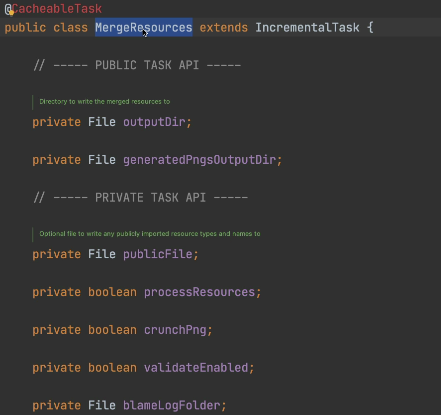 @CacheableTask
public class MergeResources extends IncrementalTask {
// ----- PUBLIC TASK API -----
Directory to write the merged resources to
private File outputDir;
private File generatedPngsOutputDir;
// ----- PRIVATE TASK API -----
Optional file to write any publicly imported resource types and names to
private File publicFile;
private boolean processResources;
private boolean crunchPng;
private boolean validateEnabled;
private File blameLogFolder;